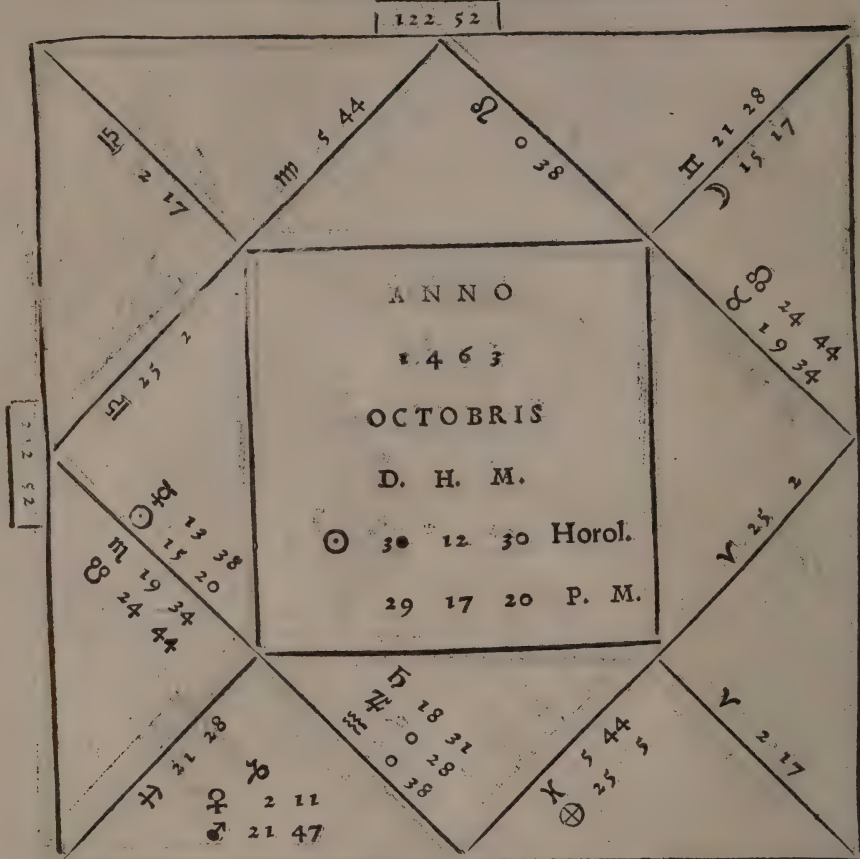 122 52
♎ 2 17
♍ 5 44
♌ 0 38
♊ 21 28
☽ 15 17
☊ 24 44
♉ 19 34
♎ 25 2
212 52
ANNO
1463
OCTOBRIS
D. H. M.
☉ 30 12 30 Horol.
29 17 20 P. M.
♈ 25 2
☿ 13 38
☉ 15 20
♏ 19 34
☋ 24 44
♐ 21 28
♑
♀ 2 11
♂ 21 47
♄ 18 31
♃ 0 28
♒ 0 38
♓ 5 44
⊗ 25 5
♈ 2 17